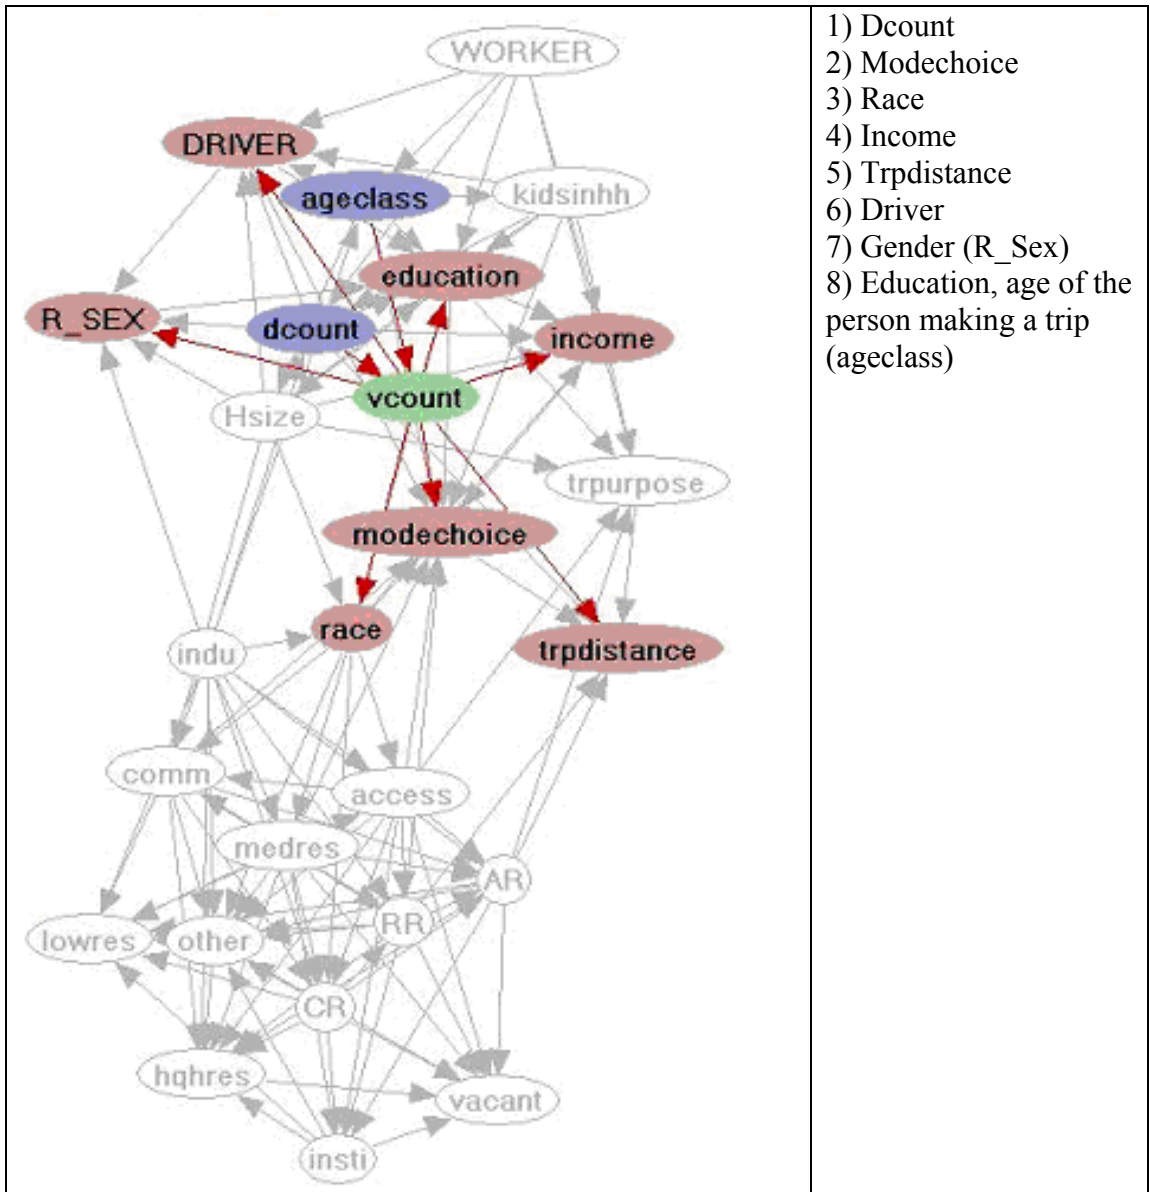 WORKER
DRIVER
ageclass
kidsinhh
education
R_SEX
dcount
income
vcount
Hsize
trpurpose
modechoice
race
trpdistance
indu
comm
access
medres
AR
RR
lowres
other
CR
hqhres
vacant
insti
1) Dcount
2) Modechoice
3) Race
4) Income
5) Trpdistance
6) Driver
7) Gender (R_Sex)
8) Education, age of the
person making a trip
(ageclass)